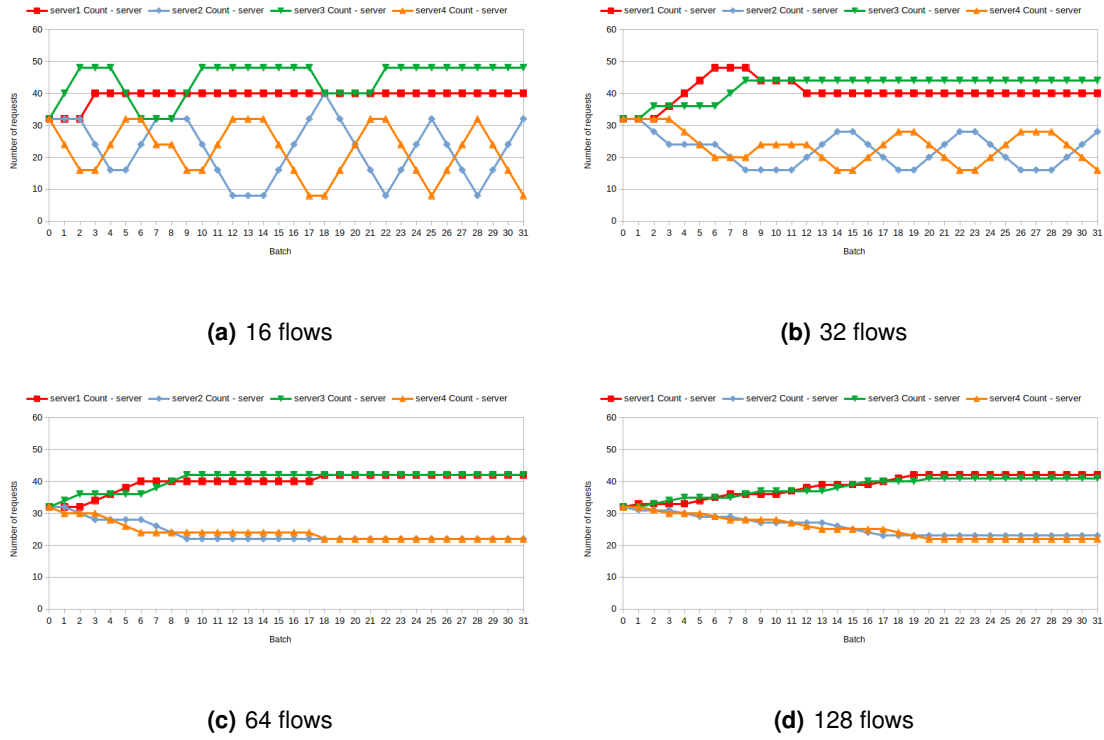 server1 Count - server server2 Count - server server3 Count - server server4 Count - server
60
50
40
30
20
10
0
Number of requests
0 1 2 3 4 5 6 7 8 9 10 11 12 13 14 15 16 17 18 19 20 21 22 23 24 25 26 27 28 29 30 31
Batch
(a) 16 flows
server1 Count - server server2 Count - server server3 Count - server server4 Count - server
60
50
40
30
20
10
0
Number of requests
0 1 2 3 4 5 6 7 8 9 10 11 12 13 14 15 16 17 18 19 20 21 22 23 24 25 26 27 28 29 30 31
Batch
(b) 32 flows
server1 Count - server server2 Count - server server3 Count - server server4 Count - server
60
50
40
30
20
10
0
Number of requests
0 1 2 3 4 5 6 7 8 9 10 11 12 13 14 15 16 17 18 19 20 21 22 23 24 25 26 27 28 29 30 31
Batch
(c) 64 flows
server1 Count - server server2 Count - server server3 Count - server server4 Count - server
60
50
40
30
20
10
0
Number of requests
0 1 2 3 4 5 6 7 8 9 10 11 12 13 14 15 16 17 18 19 20 21 22 23 24 25 26 27 28 29 30 31
Batch
(d) 128 flows